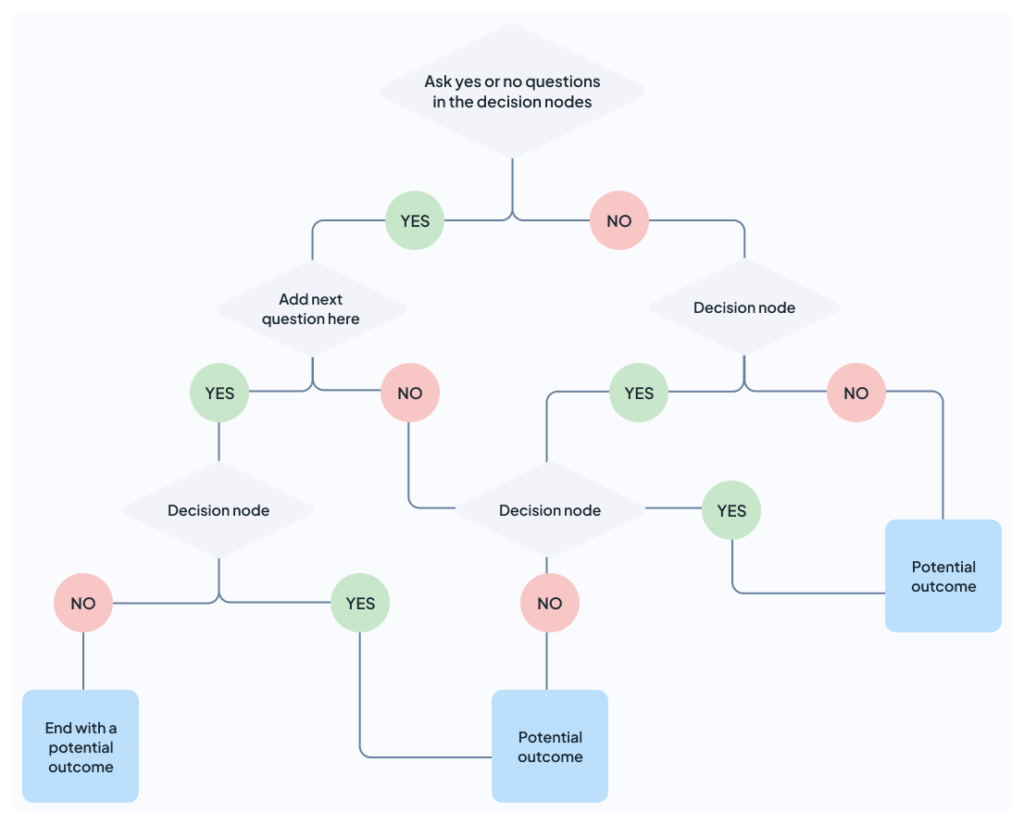 Ask yes or no questions
in the decision nodes
YES
NO
Add next
question here
Decision node
YES
NO
YES
NO
Decision node
Decision node
YES
NO
YES
NO
Potential
outcome
End with a
potential
outcome
Potential
outcome